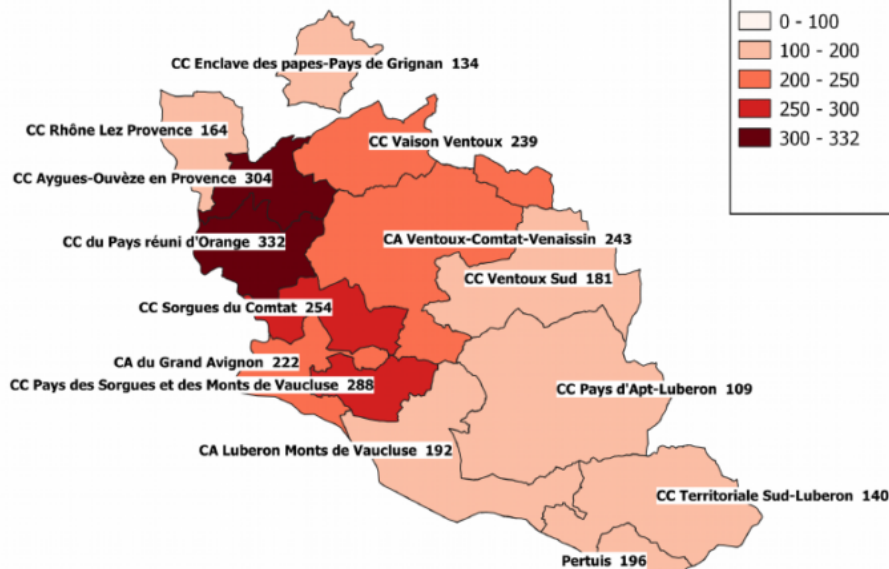 0 - 100
100 - 200
200 - 250
250 - 300
300 - 332
CC Enclave des papes-Pays de Grignan 134
CC Rhône Lez Provence 164
CC Vaison Ventoux 239
CC Aygues-Ouvèze en Provence 304
CC du Pays réuni d'Orange 332
CA Ventoux-Comtat-Venaissin 243
CC Ventoux Sud 181
CC Sorgues du Comtat 254
CA du Grand Avignon 222
CC Pays des Sorgues et des Monts de Vaucluse 288
CC Pays d'Apt-Luberon 109
CA Luberon Monts de Vaucluse 192
CC Territoriale Sud-Luberon 140
Pertuis 196